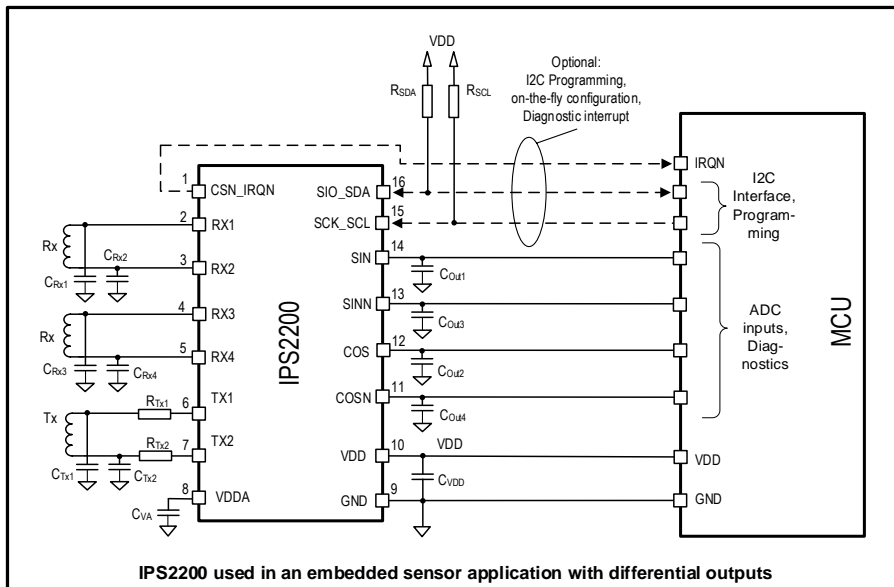 VDD
Optional:
I2C Programming,
on-the-fly configuration,
Diagnostic interrupt
RSDA
RSCL
IRQN
1
CSN_IRQN
SIO_SDA
16
I2C
Interface,
Program-
ming
2
RX1
SCK_SCL
15
Rx
CRx2
CRx1
3
RX2
SIN
14
COut1
4
RX3
SINN
13
COut3
Rx
CRx3
CRx4
5
RX4
COS
12
COut2
ADC
inputs,
Diag-
nostics
IPS2200
MCU
Tx
RTx1
6
TX1
COSN
11
COut4
RTx2
7
TX2
VDD
10
VDD
VDD
CTx1
CTx2
CVDD
8
VDDA
CVA
GND
9
GND
IPS2200 used in an embedded sensor application with differential outputs